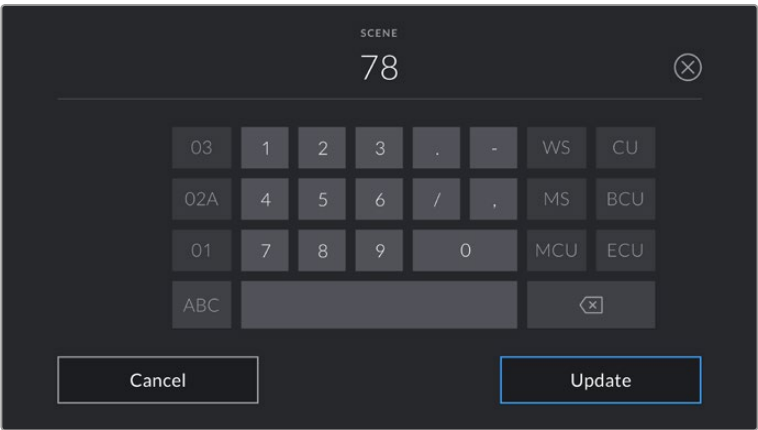 SCENE
78
03 1 2 3 . - WS CU
02A 4 5 6 / , MS BCU
01 7 8 9 0 MCU ECU
ABC
Cancel Update